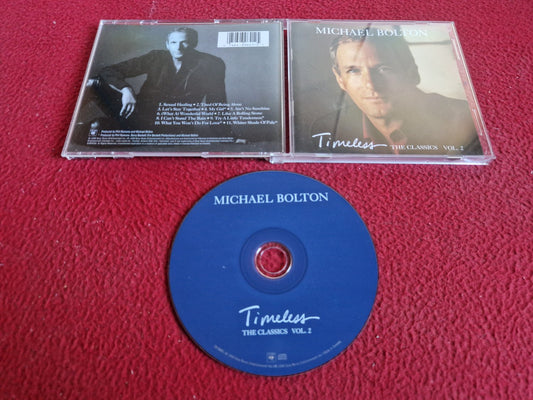 MICHAEL BOLTON
Timeless
THE CLASSICS VOL. 2
1. Sexual Healing • 2. Tired Of Being Alone
3. Let's Stay Together • 4. My Girl • 5. Ain't No Sunshine
6. (What A) Wonderful World • 7. Like A Rolling Stone
8. I Can't Stand The Rain • 9. Try A Little Tenderness*
10. What You Won't Do For Love* • 11. Whiter Shade Of Pale*
MICHAEL BOLTON
Timeless
THE CLASSICS VOL. 2